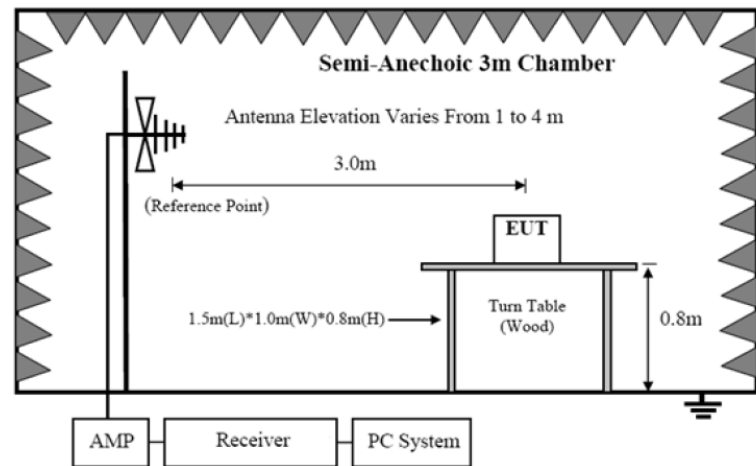 Semi-Anechoic 3m Chamber
Antenna Elevation Varies From 1 to 4 m
3.0m
(Reference Point)
EUT
1.5m(L)*1.0m(W)*0.8m(H)
Turn Table
(Wood)
0.8m
AMP
Receiver
PC System